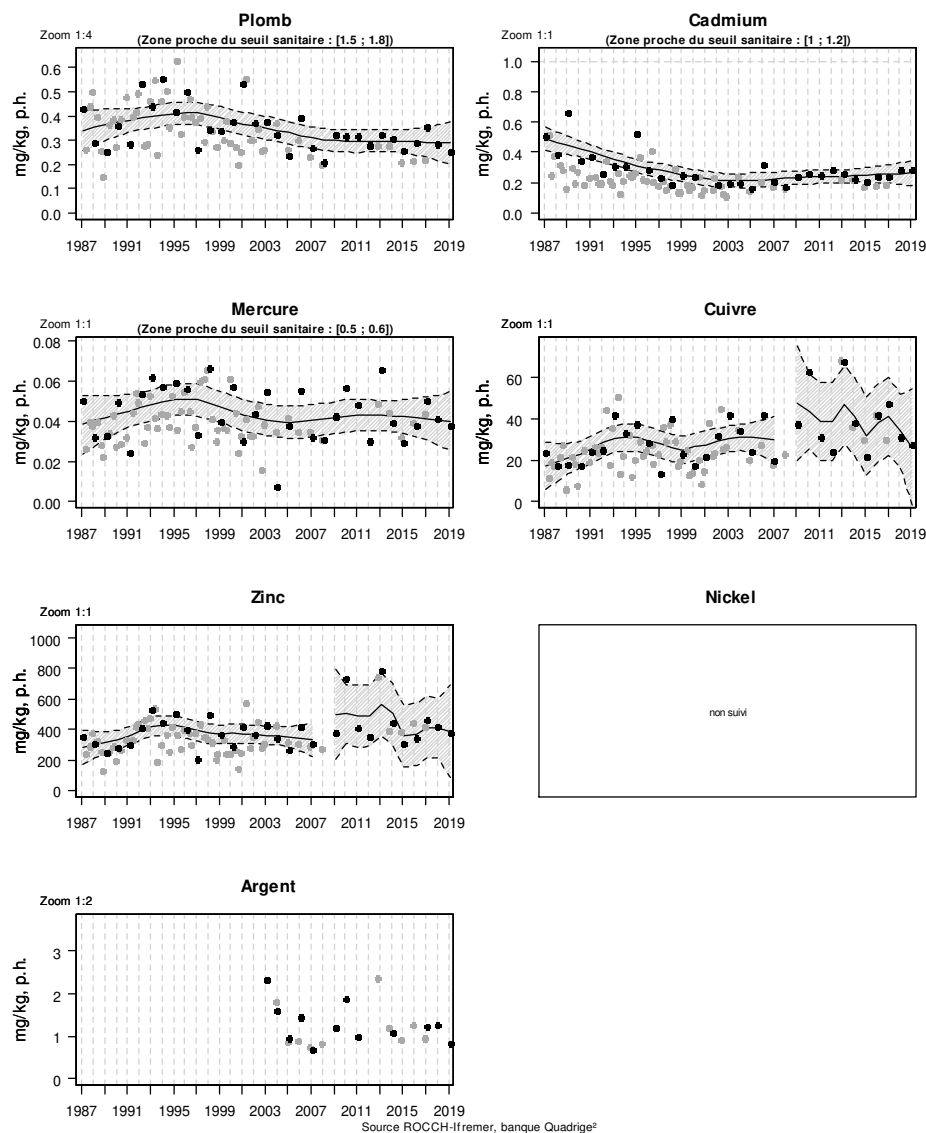 Plomb
Zoom 1:4
(Zone proche du seuil sanitaire : [1.5 ; 1.8])
mg/kg, p.h.
0.6
0.5
0.4
0.3
0.2
0.1
0.0
1987 1991 1995 1999 2003 2007 2011 2015 2019
Cadmium
Zoom 1:1
(Zone proche du seuil sanitaire : [1 ; 1.2])
mg/kg, p.h.
1.0
0.8
0.6
0.4
0.2
0.0
1987 1991 1995 1999 2003 2007 2011 2015 2019
Mercure
Zoom 1:1
(Zone proche du seuil sanitaire : [0.5 ; 0.6])
mg/kg, p.h.
0.08
0.06
0.04
0.02
0.00
1987 1991 1995 1999 2003 2007 2011 2015 2019
Cuivre
Zoom 1:1
mg/kg, p.h.
60
40
20
0
1987 1991 1995 1999 2003 2007 2011 2015 2019
Zinc
Zoom 1:1
mg/kg, p.h.
1000
800
600
400
200
0
1987 1991 1995 1999 2003 2007 2011 2015 2019
Nickel
non suivi
Argent
Zoom 1:2
mg/kg, p.h.
3
2
1
0
1987 1991 1995 1999 2003 2007 2011 2015 2019
Source ROCCH-Ifremer, banque Quadrige²